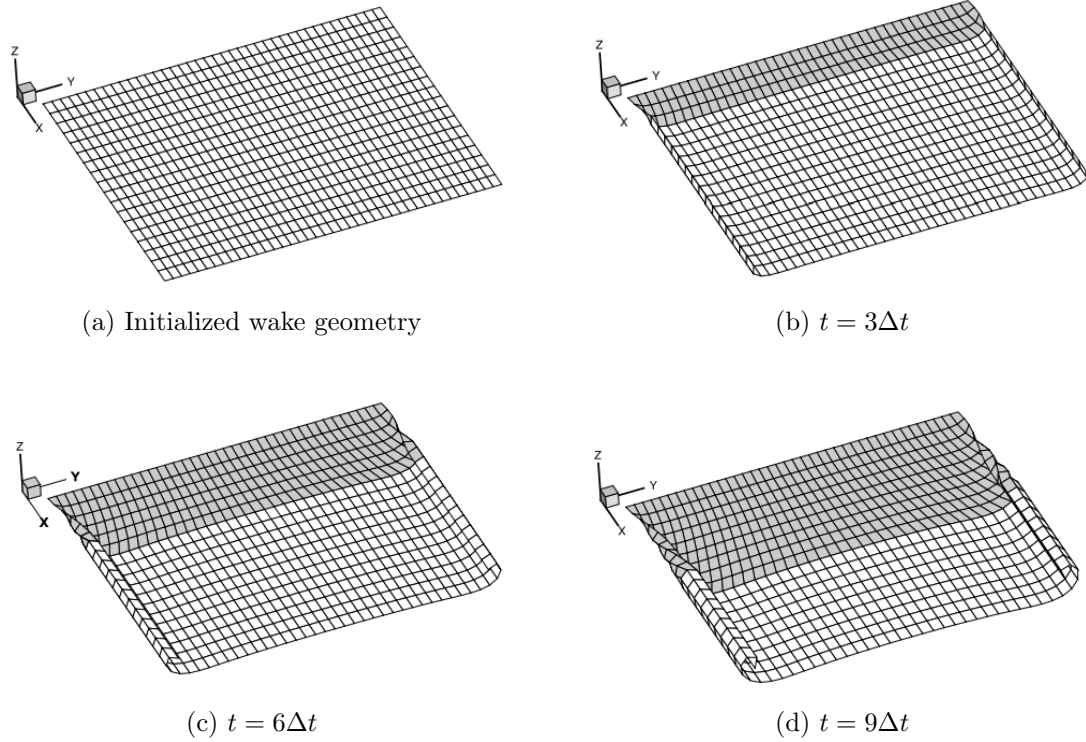 Z
Y
X
(a) Initialized wake geometry
Z
Y
X
(b) t = 3Δt
Z
Y
X
(c) t = 6Δt
Z
Y
X
(d) t = 9Δt